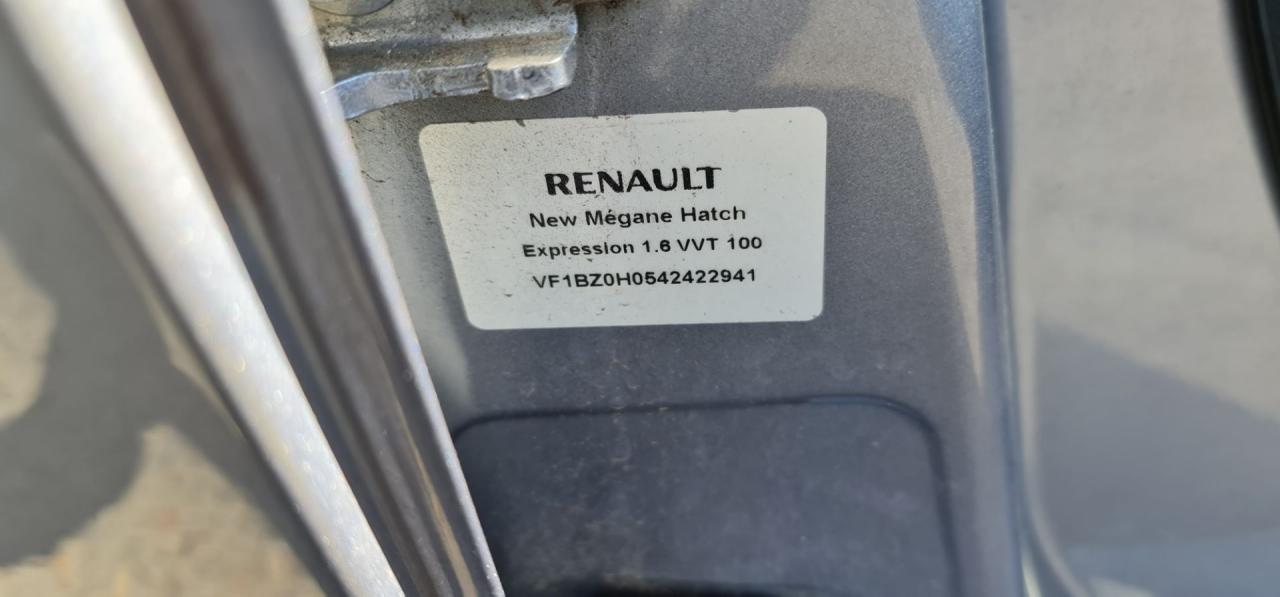 RENAULT
New Mégane Hatch
Expression 1.6 VVT 100
VF1BZ0H0542422941